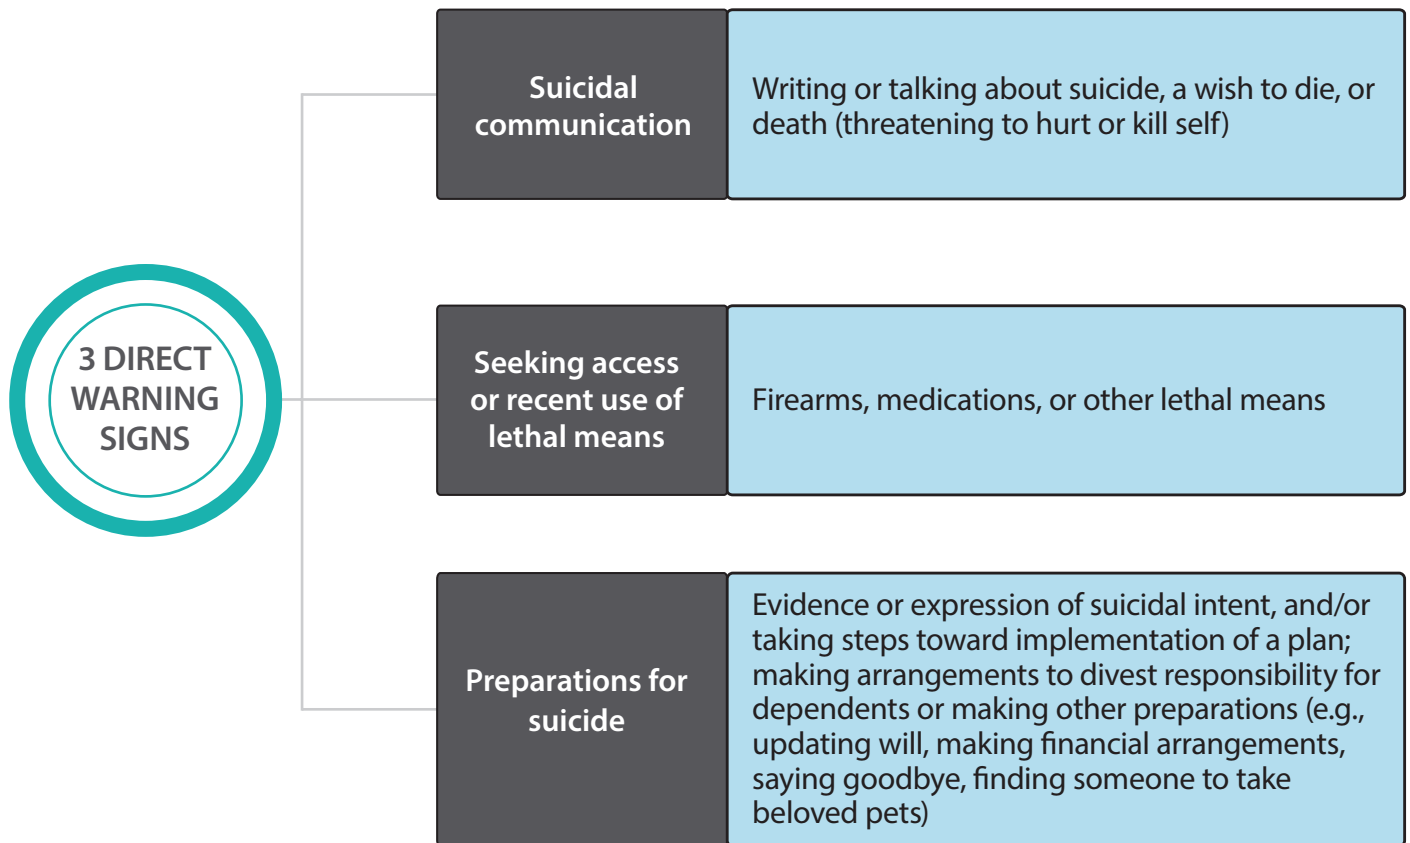 Suicidal
communication
Writing or talking about suicide, a wish to die, or
death (threatening to hurt or kill self)
3 DIRECT
WARNING
SIGNS
Seeking access
or recent use of
lethal means
Firearms, medications, or other lethal means
Preparations for
suicide
Evidence or expression of suicidal intent, and/or
taking steps toward implementation of a plan;
making arrangements to divest responsibility for
dependents or making other preparations (e.g.,
updating will, making financial arrangements,
saying goodbye, finding someone to take
beloved pets)